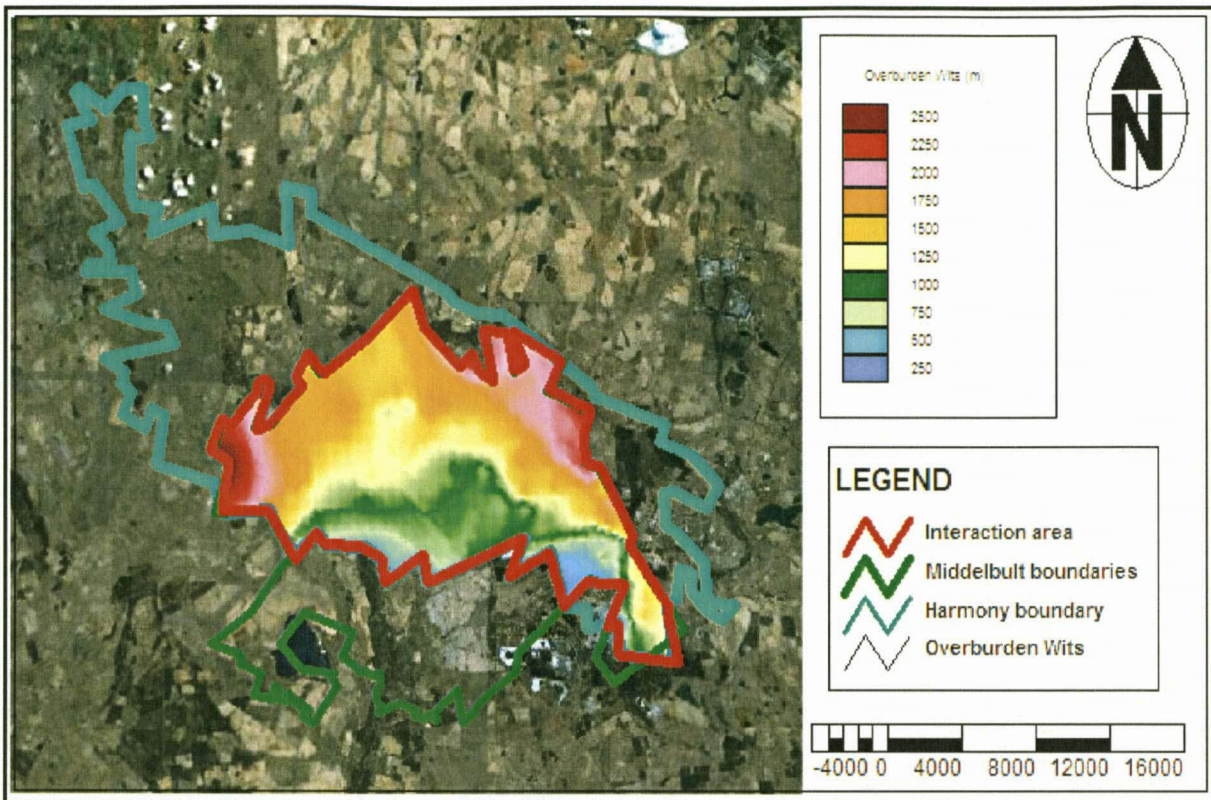 Overburden Wits (m)
2500
2250
2000
1750
1500
1250
1000
750
500
250
N
LEGEND
Interaction area
Middelbult boundaries
Harmony boundary
Overburden Wits
-4000 0 4000 8000 12000 16000